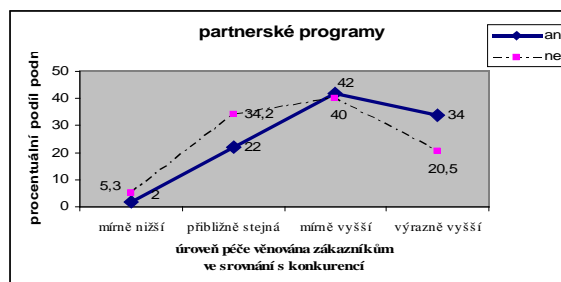 partnerské programy
an
ne
procentuální podíl podn
50
40
30
20
10
0
5,3
2
34,2
22
42
40
34
20,5
mírně nižší přibližně stejná mírně vyšší výrazně vyšší
úroveň péče věnována zákazníkům
ve srovnání s konkurencí